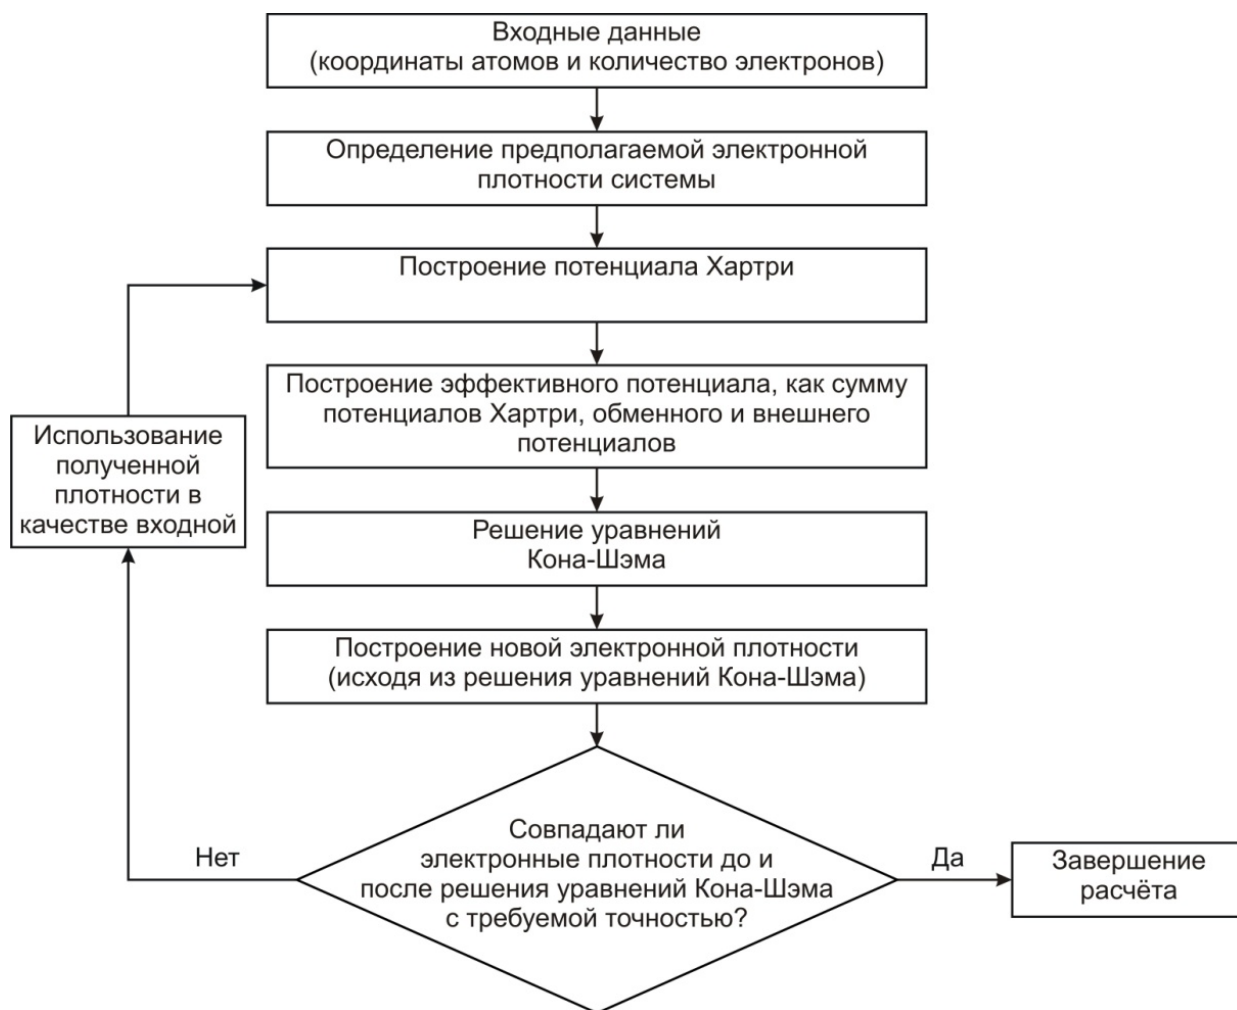 Входные данные
(координаты атомов и количество электронов)
Определение предполагаемой электронной
плотности системы
Построение потенциала Хартри
Построение эффективного потенциала, как сумму
потенциалов Хартри, обменного и внешнего
потенциалов
Использование
полученной
плотности в
качестве входной
Решение уравнений
Кона-Шэма
Построение новой электронной плотности
(исходя из решения уравнений Кона-Шэма)
Совпадают ли
электронные плотности до и
после решения уравнений Кона-Шэма
с требуемой точностью?
Нет
Да
Завершение
расчёта